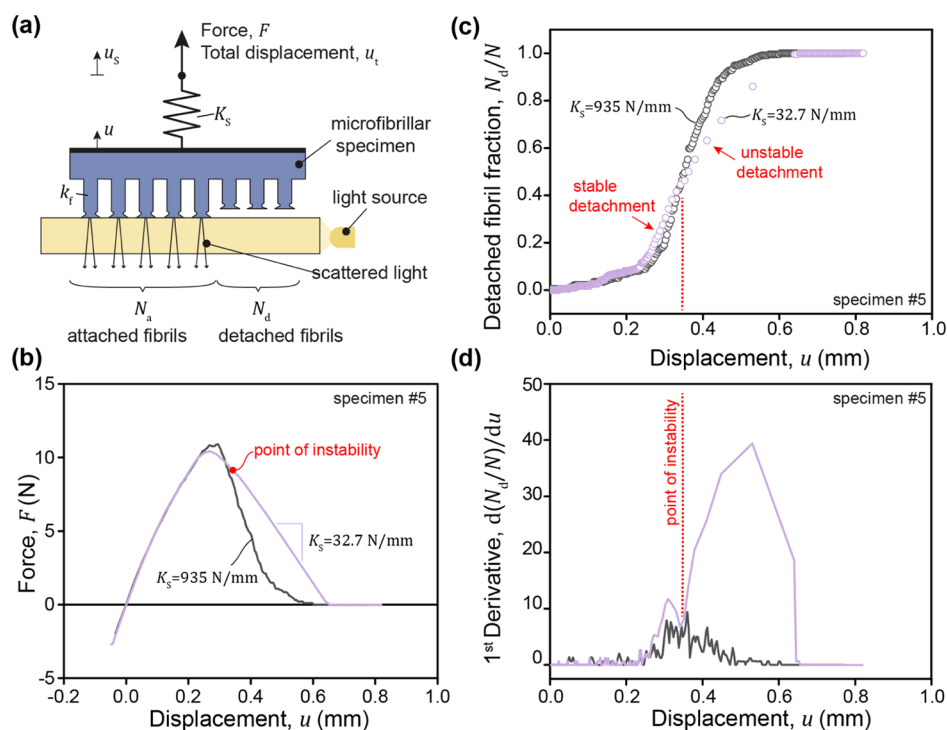 (a)
Force, F
Total displacement, uₜ
uₛ
Kₛ
u
microfibrillar
specimen
k_f
light source
scattered light
Nₐ
N_d
attached fibrils
detached fibrils
(b)
15
10
5
0
-5
-0.2
0.0
0.2
0.4
0.6
0.8
1.0
Force, F (N)
Displacement, u (mm)
specimen #5
point of instability
Kₛ=32.7 N/mm
Kₛ=935 N/mm
(c)
1.0
0.8
0.6
0.4
0.2
0.0
0.0
0.2
0.4
0.6
0.8
1.0
Detached fibril fraction, N_d/N
Displacement, u (mm)
Kₛ=935 N/mm
Kₛ=32.7 N/mm
stable
detachment
unstable
detachment
specimen #5
(d)
50
40
30
20
10
0
0.0
0.2
0.4
0.6
0.8
1.0
1ˢᵗ Derivative, d(N_d/N)/du
Displacement, u (mm)
point of instability
specimen #5